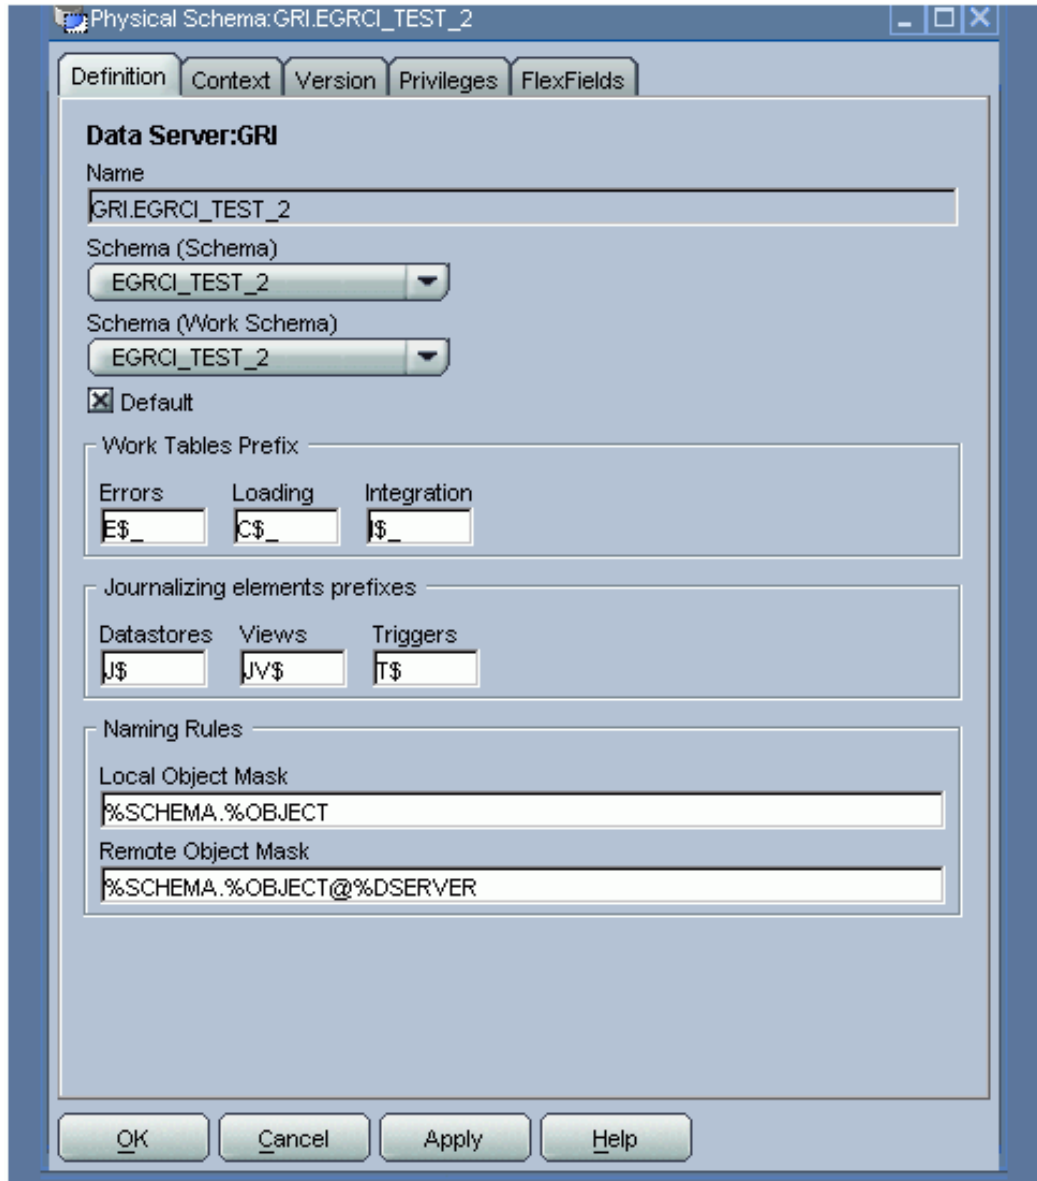 Physical Schema:GRI.EGRCI_TEST_2
Definition Context Version Privileges FlexFields
Data Server:GRI
Name
GRI.EGRCI_TEST_2
Schema (Schema)
EGRCI_TEST_2
Schema (Work Schema)
EGRCI_TEST_2
Default
Work Tables Prefix
Errors Loading Integration
E$_ C$_ I$_
Journalizing elements prefixes
Datastores Views Triggers
J$ JV$ T$
Naming Rules
Local Object Mask
%SCHEMA.%OBJECT
Remote Object Mask
%SCHEMA.%OBJECT@%DSERVER
OK Cancel Apply Help